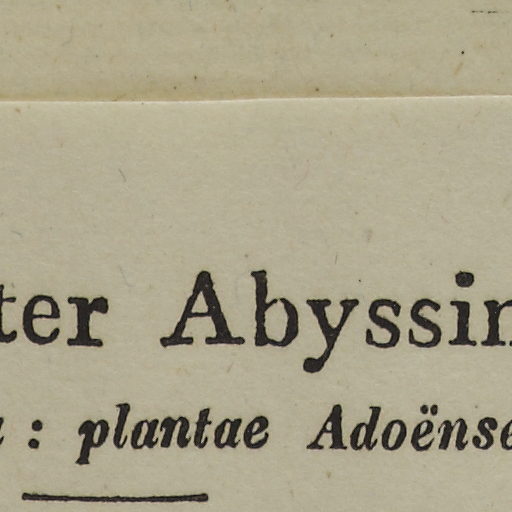 ter Abyssin
: plantae Adoënse